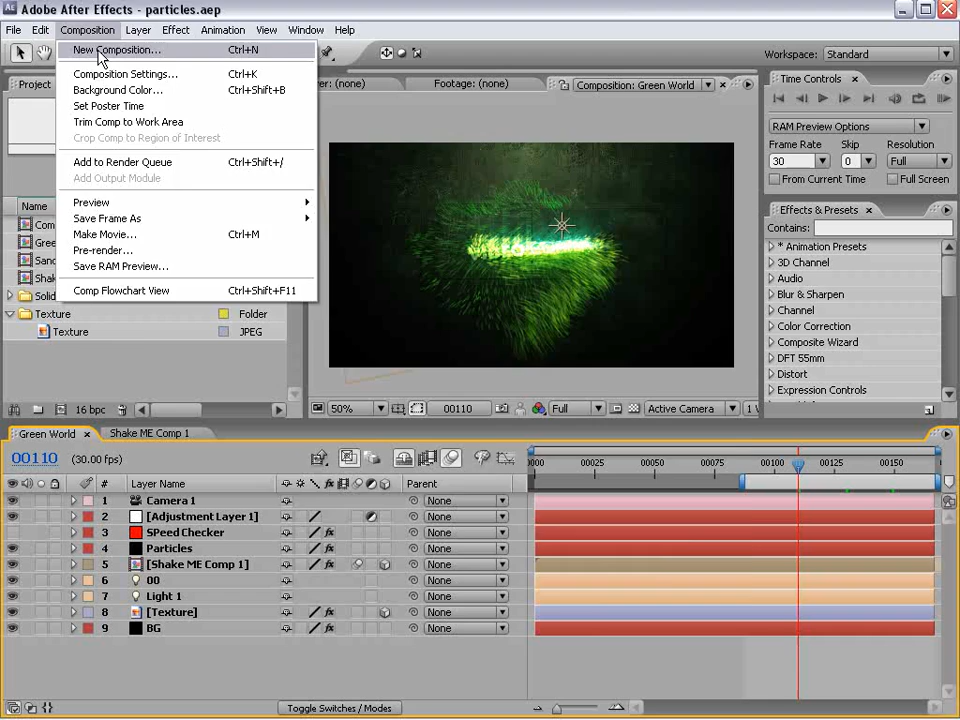 Adobe After Effects - particles.aep
File Edit Composition Layer Effect Animation View Window Help
New Composition... Ctrl+N
Composition Settings... Ctrl+K
Background Color... Ctrl+Shift+B
Set Poster Time
Trim Comp to Work Area
Crop Comp to Region of Interest
Add to Render Queue Ctrl+Shift+/
Add Output Module
Preview
Save Frame As
Make Movie... Ctrl+M
Pre-render...
Save RAM Preview...
Comp Flowchart View Ctrl+Shift+F11
Workspace: Standard
Project
(none)
Footage: (none)
Composition: Green World
Time Controls
RAM Preview Options
Frame Rate Skip Resolution
30 0 Full
From Current Time Full Screen
Effects & Presets
Contains:
* Animation Presets
3D Channel
Audio
Blur & Sharpen
Channel
Color Correction
Composite Wizard
DFT 55mm
Distort
Expression Controls
Name
Com
Gree
Sand
Shak
Solid
Texture Folder
Texture JPEG
16 bpc
50% 00110 Full Active Camera 1
Green World Shake ME Comp 1
00110 (30.00 fps)
0000 00025 00050 00075 00100 00125 00150
# Layer Name Parent
1 Camera 1 None
2 [Adjustment Layer 1] None
3 SPeed Checker None
4 Particles None
5 [Shake ME Comp 1] None
6 00 None
7 Light 1 None
8 [Texture] None
9 BG None
Toggle Switches / Modes